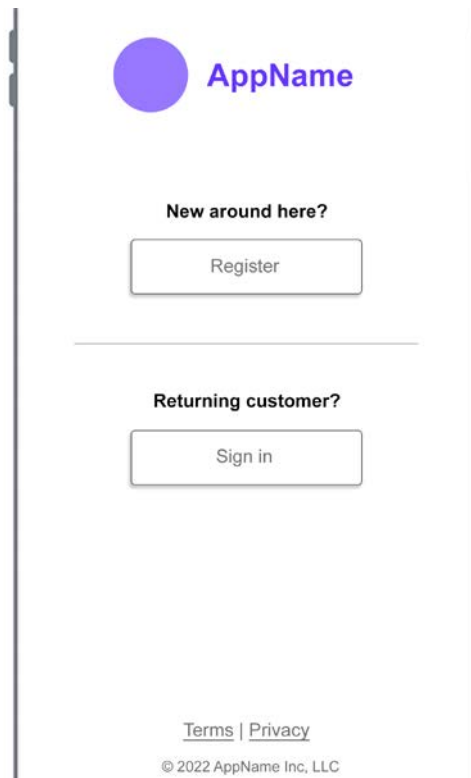 AppName
New around here?
Register
Returning customer?
Sign in
Terms | Privacy
© 2022 AppName Inc, LLC